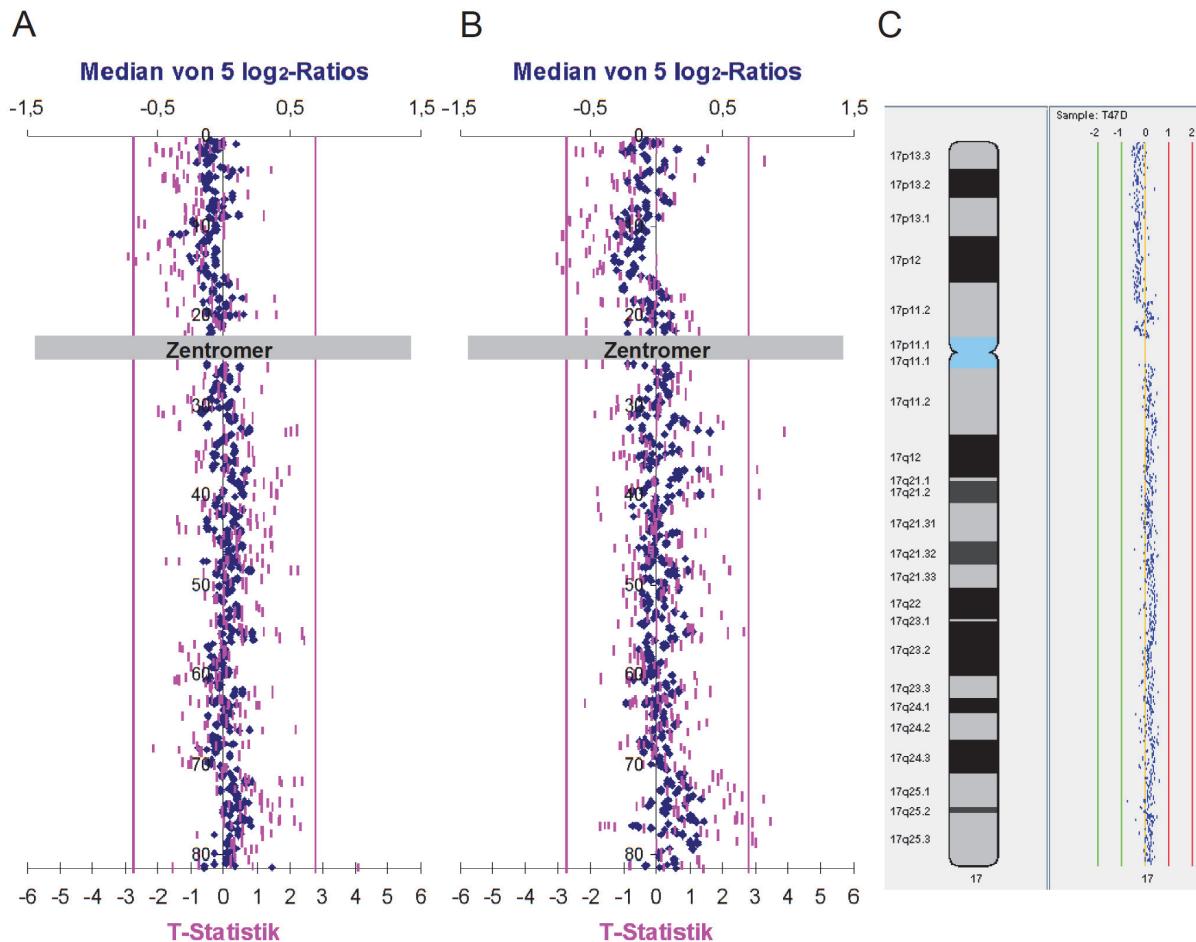 A
Median von 5 log₂-Ratios
-1,5 -0,5 0,5 1,5
0
10
20
Zentromer
30
40
50
60
70
80
-6 -5 -4 -3 -2 -1 0 1 2 3 4 5 6
T-Statistik
B
Median von 5 log₂-Ratios
-1,5 -0,5 0,5 1,5
0
10
20
Zentromer
30
40
50
60
70
80
-6 -5 -4 -3 -2 -1 0 1 2 3 4 5 6
T-Statistik
C
17p13.3
17p13.2
17p13.1
17p12
17p11.2
17p11.1
17q11.1
17q11.2
17q12
17q21.1
17q21.2
17q21.31
17q21.32
17q21.33
17q22
17q23.1
17q23.2
17q23.3
17q24.1
17q24.2
17q24.3
17q25.1
17q25.2
17q25.3
17
Sample: T47D
-2 -1 0 1 2
17